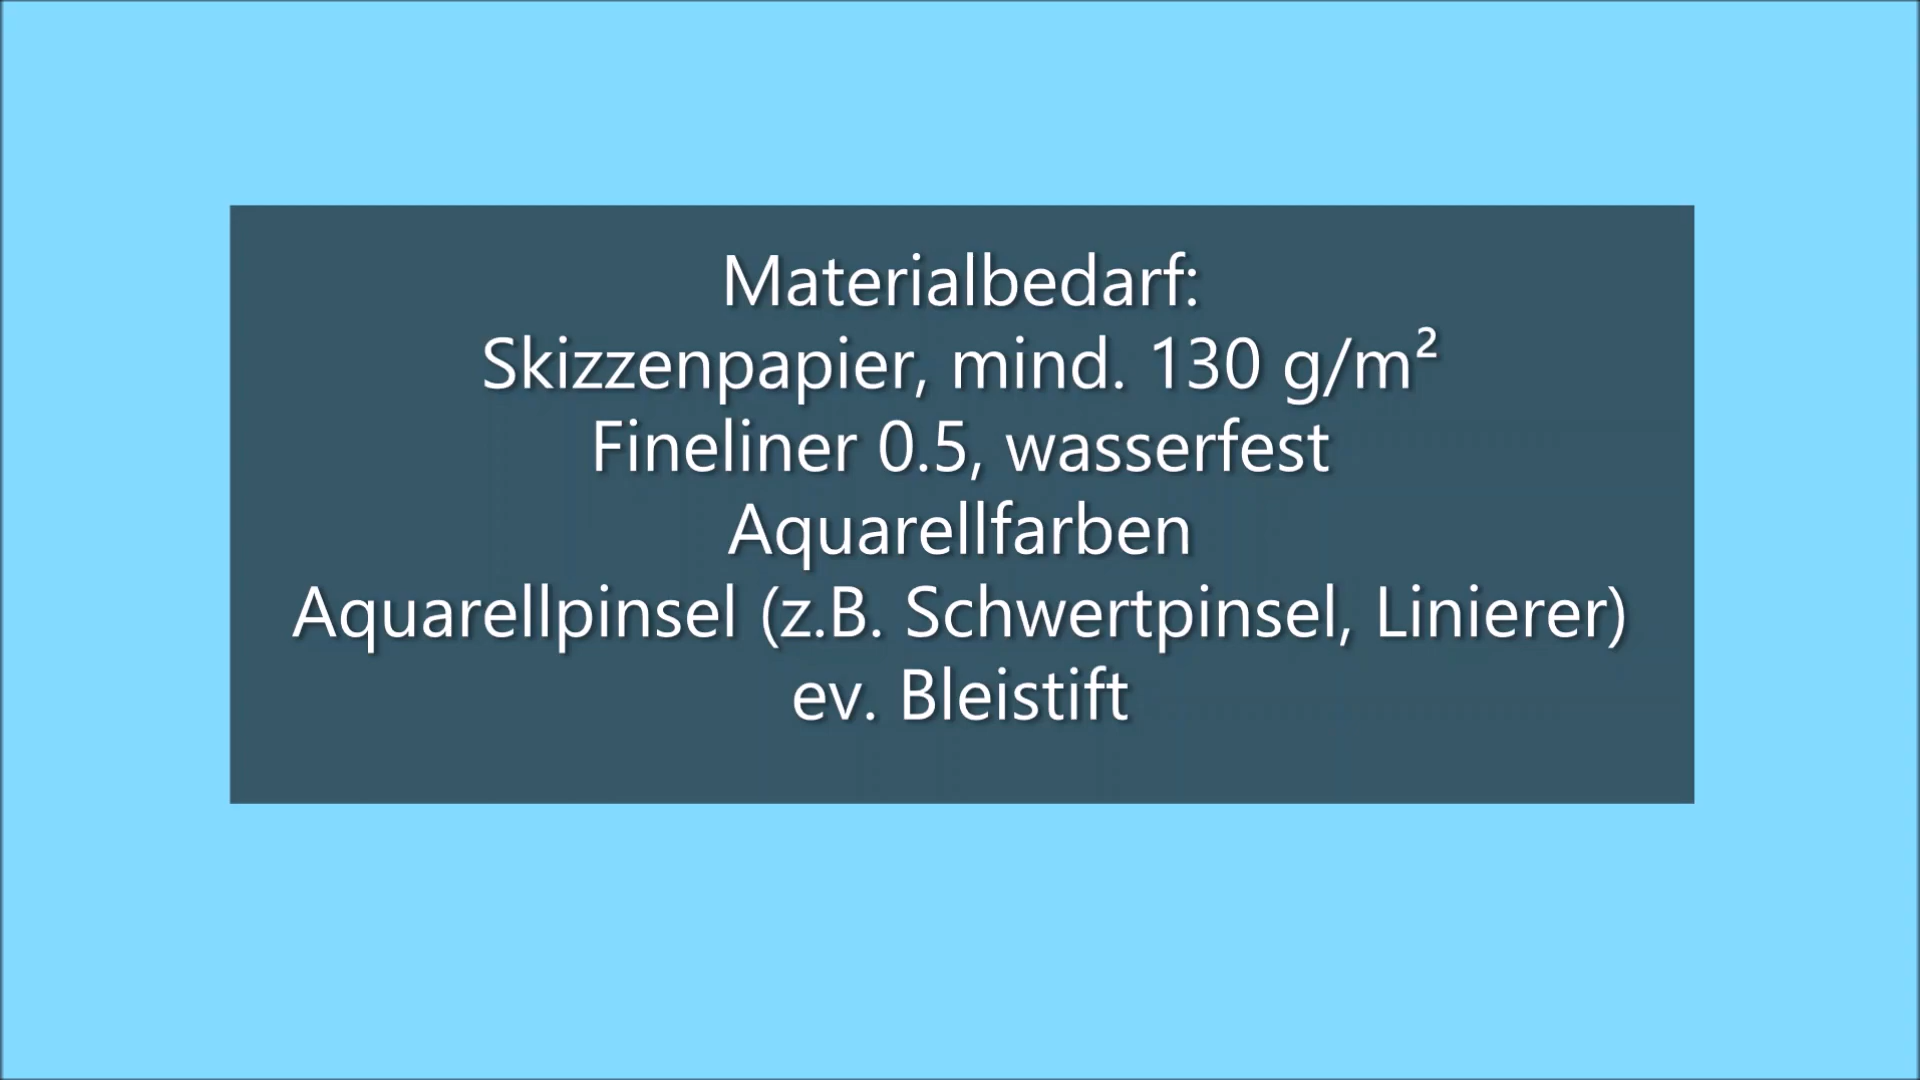 Materialbedarf:
Skizzenpapier, mind. 130 g/m²
Fineliner 0.5, wasserfest
Aquarellfarben
Aquarellpinsel (z.B. Schwertpinsel, Linierer)
ev. Bleistift